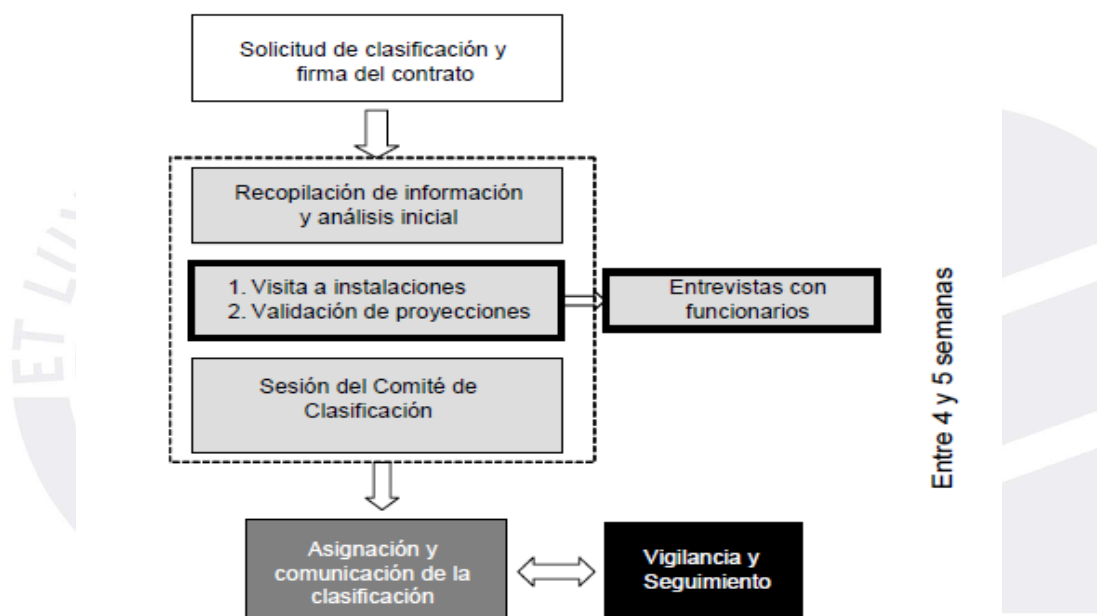 Solicitud de clasificación y
firma del contrato
Recopilación de información
y análisis inicial
1. Visita a instalaciones
2. Validación de proyecciones
Entrevistas con
funcionarios
Sesión del Comité de
Clasificación
Entre 4 y 5 semanas
Asignación y
comunicación de la
clasificación
Vigilancia y
Seguimiento
ET